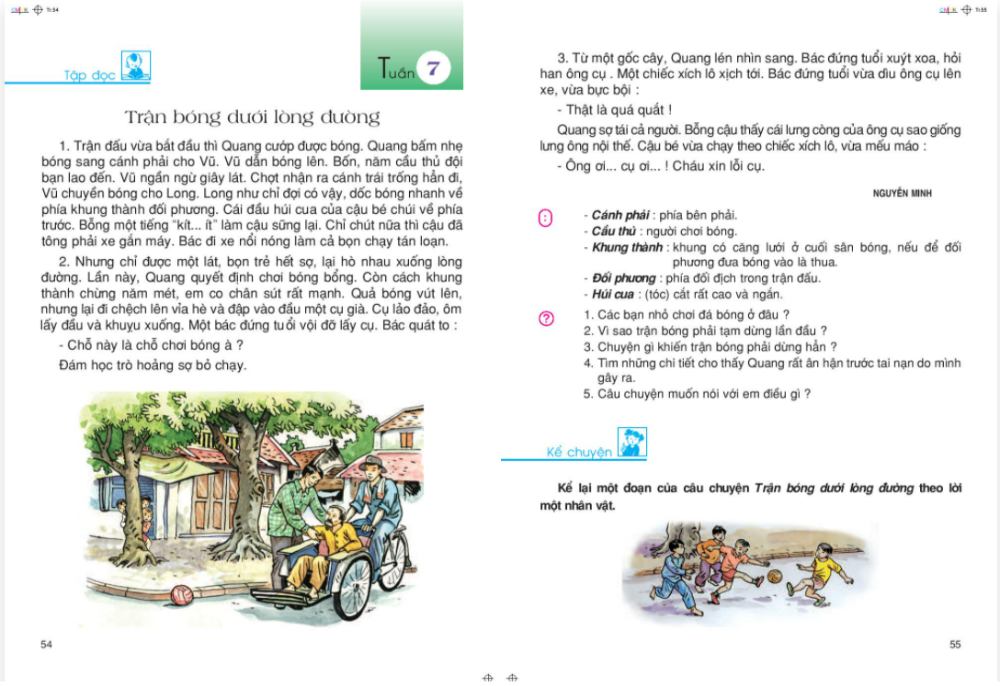 Tr:54
Tập đọc
Tuần 7
Trận bóng dưới lòng đường
1. Trận đấu vừa bắt đầu thì Quang cướp được bóng. Quang bấm nhẹ
bóng sang cánh phải cho Vũ. Vũ dẫn bóng lên. Bốn, năm cầu thủ đội
bạn lao đến. Vũ ngần ngừ giây lát. Chợt nhận ra cánh trái trống hẳn đi,
Vũ chuyền bóng cho Long. Long như chỉ đợi có vậy, dốc bóng nhanh về
phía khung thành đối phương. Cái đầu húi cua của cậu bé chúi về phía
trước. Bỗng một tiếng “kít... ít” làm cậu sững lại. Chỉ chút nữa thì cậu đã
tông phải xe gắn máy. Bác đi xe nổi nóng làm cả bọn chạy tán loạn.
2. Nhưng chỉ được một lát, bọn trẻ hết sợ, lại hò nhau xuống lòng
đường. Lần này, Quang quyết định chơi bóng bổng. Còn cách khung
thành chừng năm mét, em co chân sút rất mạnh. Quả bóng vút lên,
nhưng lại đi chệch lên vỉa hè và đập vào đầu một cụ già. Cụ lảo đảo, ôm
lấy đầu và khuỵu xuống. Một bác đứng tuổi vội đỡ lấy cụ. Bác quát to :
- Chỗ này là chỗ chơi bóng à ?
Đám học trò hoảng sợ bỏ chạy.
54
Tr:55
3. Từ một gốc cây, Quang lén nhìn sang. Bác đứng tuổi xuýt xoa, hỏi
han ông cụ . Một chiếc xích lô xịch tới. Bác đứng tuổi vừa dìu ông cụ lên
xe, vừa bực bội :
- Thật là quá quắt !
Quang sợ tái cả người. Bỗng cậu thấy cái lưng còng của ông cụ sao giống
lưng ông nội thế. Cậu bé vừa chạy theo chiếc xích lô, vừa mếu máo :
- Ông ơi... cụ ơi... ! Cháu xin lỗi cụ.
NGUYỄN MINH
:
- Cánh phải : phía bên phải.
- Cầu thủ : người chơi bóng.
- Khung thành : khung có căng lưới ở cuối sân bóng, nếu để đối
phương đưa bóng vào là thua.
- Đối phương : phía đối địch trong trận đấu.
- Húi cua : (tóc) cắt rất cao và ngắn.
?
1. Các bạn nhỏ chơi đá bóng ở đâu ?
2. Vì sao trận bóng phải tạm dừng lần đầu ?
3. Chuyện gì khiến trận bóng phải dừng hẳn ?
4. Tìm những chi tiết cho thấy Quang rất ân hận trước tai nạn do mình
gây ra.
5. Câu chuyện muốn nói với em điều gì ?
Kể chuyện
Kể lại một đoạn của câu chuyện Trận bóng dưới lòng đường theo lời
một nhân vật.
55